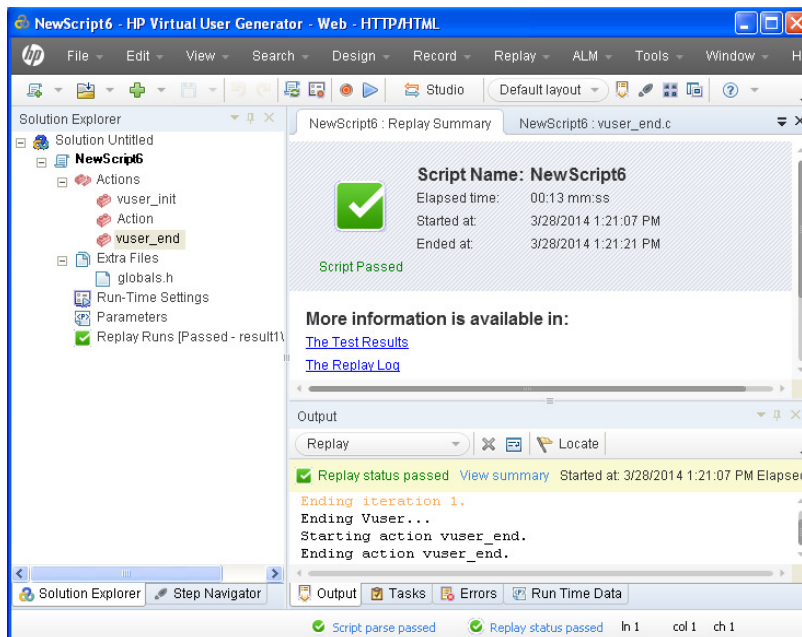 NewScript6 - HP Virtual User Generator - Web - HTTP/HTML
hp File Edit View Search Design Record Replay ALM Tools Window H
Studio Default layout
Solution Explorer
Solution Untitled
NewScript6
Actions
vuser_init
Action
vuser_end
Extra Files
globals.h
Run-Time Settings
Parameters
Replay Runs [Passed - result1\
Solution Explorer Step Navigator
NewScript6 : Replay Summary NewScript6 : vuser_end.c
Script Name: NewScript6
Elapsed time: 00:13 mm:ss
Started at: 3/28/2014 1:21:07 PM
Ended at: 3/28/2014 1:21:21 PM
Script Passed
More information is available in:
The Test Results
The Replay Log
Output
Replay Locate
Replay status passed View summary Started at: 3/28/2014 1:21:07 PM Elapsed
Ending iteration 1.
Ending Vuser...
Starting action vuser_end.
Ending action vuser_end.
Output Tasks Errors Run Time Data
Script parse passed Replay status passed ln 1 col 1 ch 1